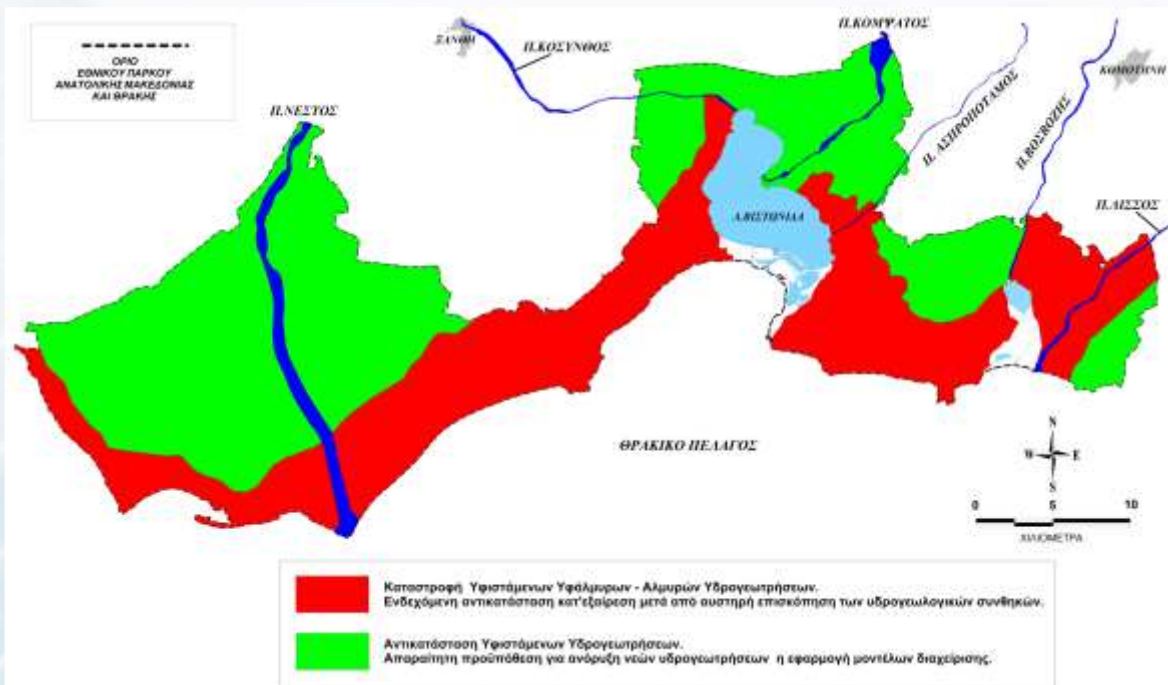 ΟΡΙΟ
ΕΘΝΙΚΟΥ ΠΑΡΚΟΥ
ΑΝΑΤΟΛΙΚΗΣ ΜΑΚΕΔΟΝΙΑΣ
ΚΑΙ ΘΡΑΚΗΣ
ΞΑΝΘΗ
Π.ΚΟΣΥΝΘΟΣ
Π.ΚΟΜΨΑΤΟΣ
ΚΟΜΟΤΗΝΗ
Π.ΝΕΣΤΟΣ
Π. ΑΣΠΡΟΠΟΤΑΜΟΣ
Π.ΒΟΣΒΟΖΗΣ
Π.ΛΙΣΣΟΣ
Λ.ΒΙΣΤΩΝΙΔΑ
ΘΡΑΚΙΚΟ ΠΕΛΑΓΟΣ
N
W E
S
0 5 10
ΧΙΛΙΟΜΕΤΡΑ
Καταστροφή Υφιστάμενων Υφάλμυρων - Αλμυρών Υδρογεωτρήσεων.
Ενδεχόμενη αντικατάσταση κατ'εξαίρεση μετά από αυστηρή επισκόπηση των υδρογεωλογικών συνθηκών.
Αντικατάσταση Υφιστάμενων Υδρογεωτρήσεων.
Απαραίτητη προϋπόθεση για ανόρυξη νεών υδρογεωτρήσεων η εφαρμογή μοντέλων διαχείρισης.